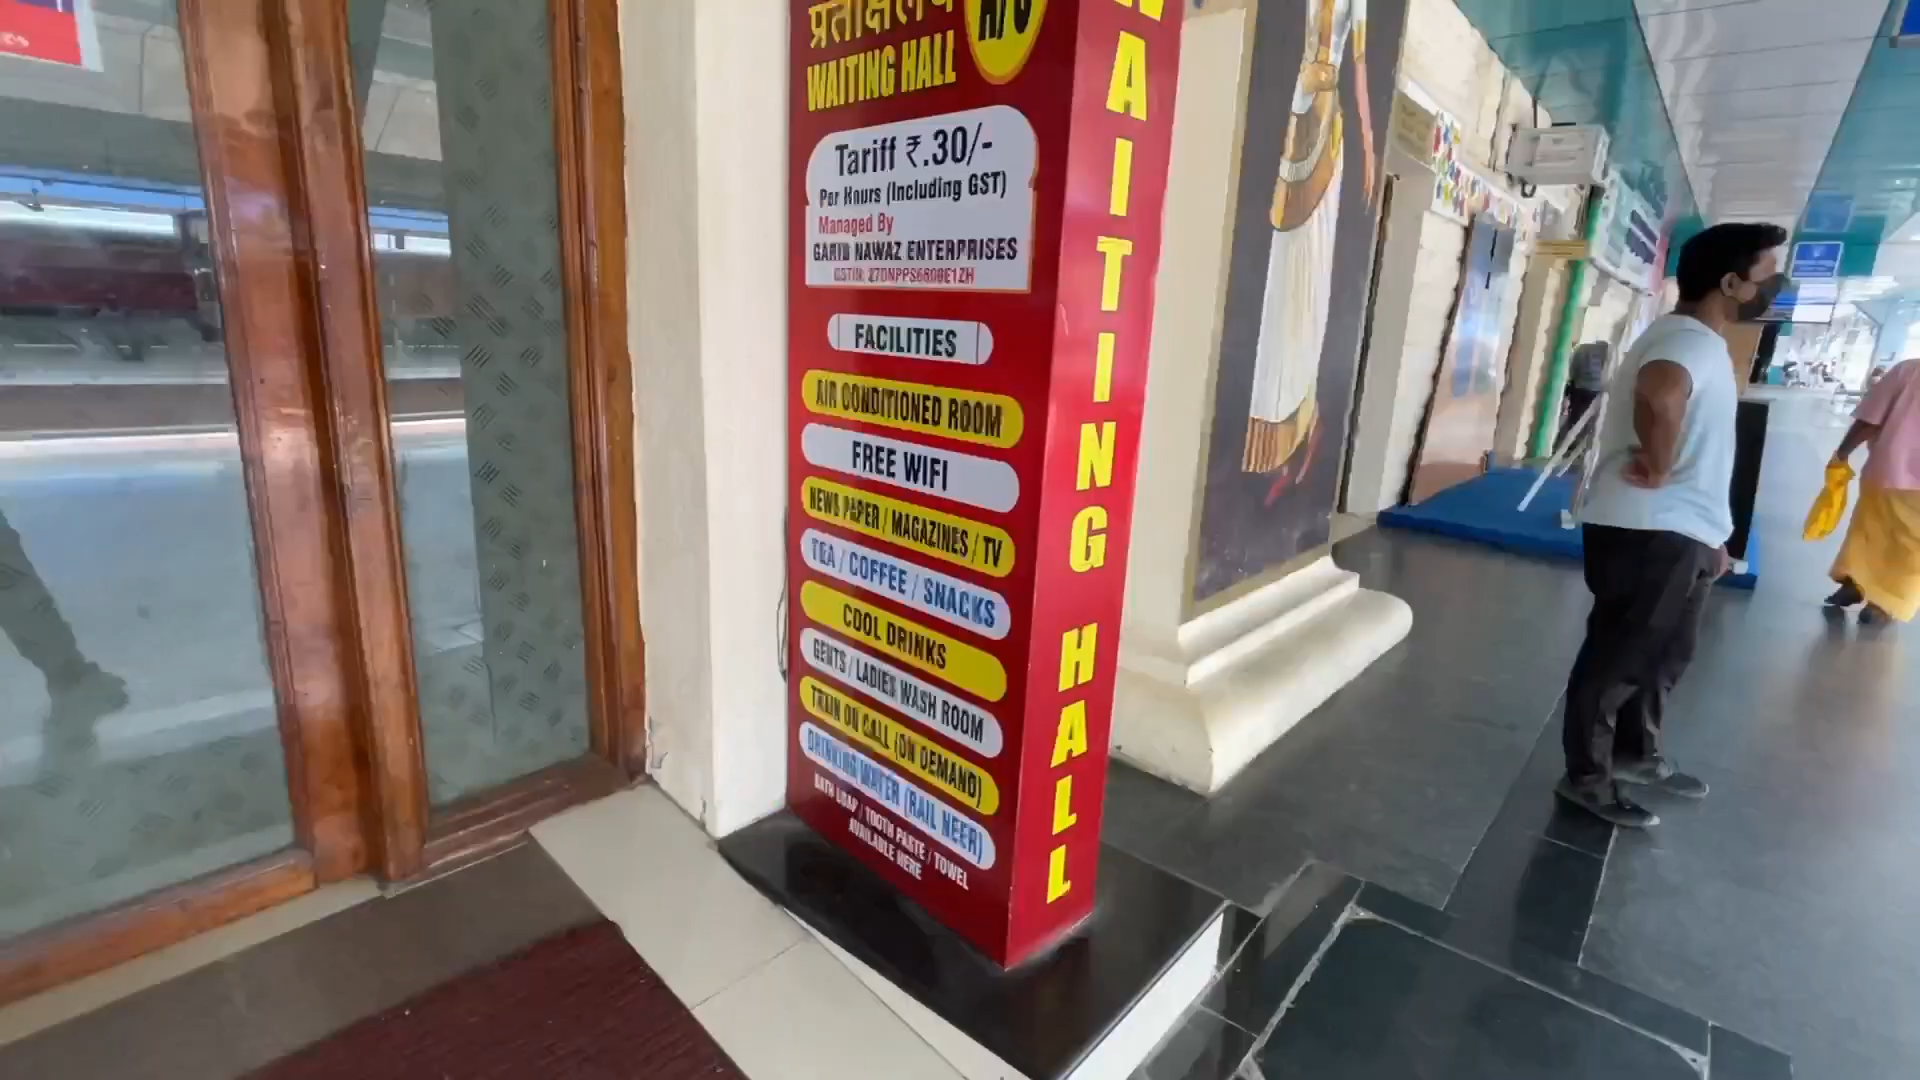 प्रतीक्षालय
A/C
WAITING HALL
Tariff ₹.30/-
Per Hours (Including GST)
Managed By
GARIB NAWAZ ENTERPRISES
FACILITIES
AIR CONDITIONED ROOM
FREE WIFI
NEWS PAPER / MAGAZINES / TV
TEA / COFFEE / SNACKS
COOL DRINKS
GENTS / LADIES WASH ROOM
TRAIN ON CALL (ON DEMAND)
DRINKING WATER (RAIL NEER)
BATH SOAP / TOOTH PASTE / TOWEL
AVAILABLE HERE
WAITING HALL